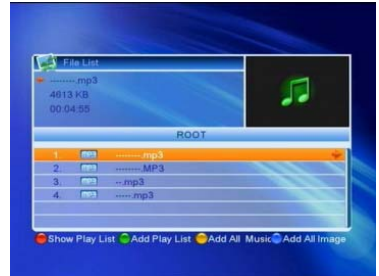 File List
--------.mp3
4613 KB
00:04:55
ROOT
1. --------.mp3
2. --------.MP3
3. --.mp3
4. -----.mp3
Show Play List Add Play List Add All Music Add All Image